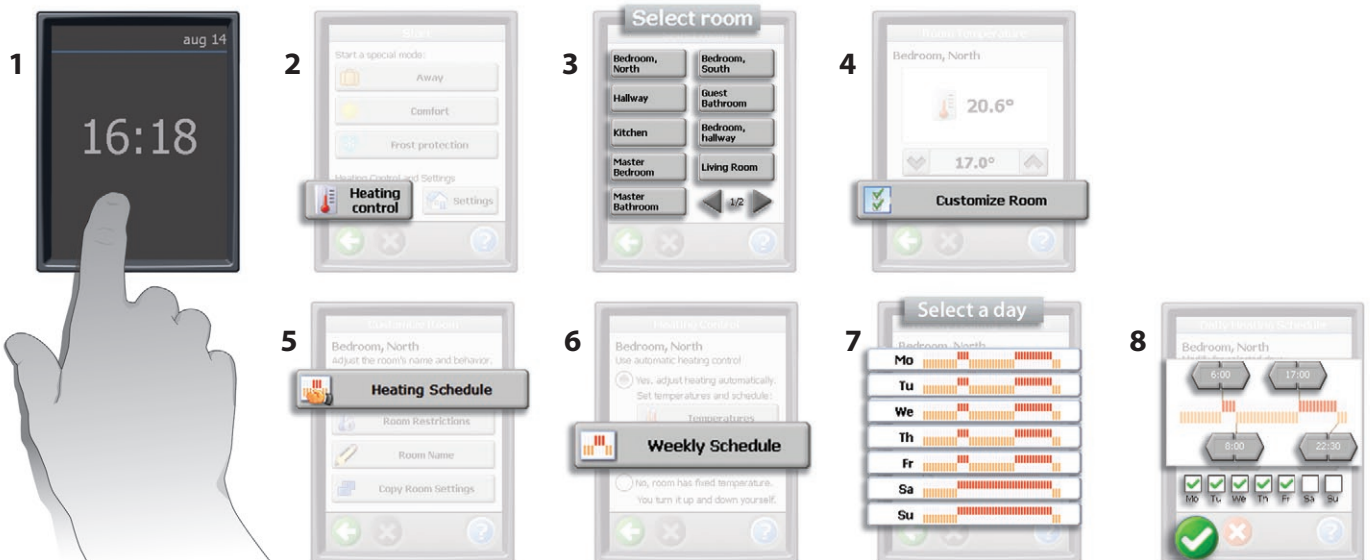 1
aug 14
16:18
2
Start
Start a special mode:
Away
Comfort
Frost protection
Heating Control and Settings
Heating
control
Settings
3
Select room
Bedroom,
North
Bedroom,
South
Hallway
Guest
Bathroom
Kitchen
Bedroom,
hallway
Master
Bedroom
Living Room
Master
Bathroom
1/2
4
Room Temperature
Bedroom, North
20.6°
17.0°
Customize Room
5
Customize Room
Bedroom, North
Adjust the room's name and behavior.
Heating Schedule
Room Restrictions
Room Name
Copy Room Settings
6
Heating Control
Bedroom, North
Use automatic heating control
Yes, adjust heating automatically.
Set temperatures and schedule:
Temperatures
Weekly Schedule
No, room has fixed temperature.
You turn it up and down yourself.
7
Select a day
Bedroom, North
Mo
Tu
We
Th
Fr
Sa
Su
8
Daily Heating Schedule
Bedroom, North
6:00
17:00
8:00
22:30
Mo Tu We Th Fr Sa Su